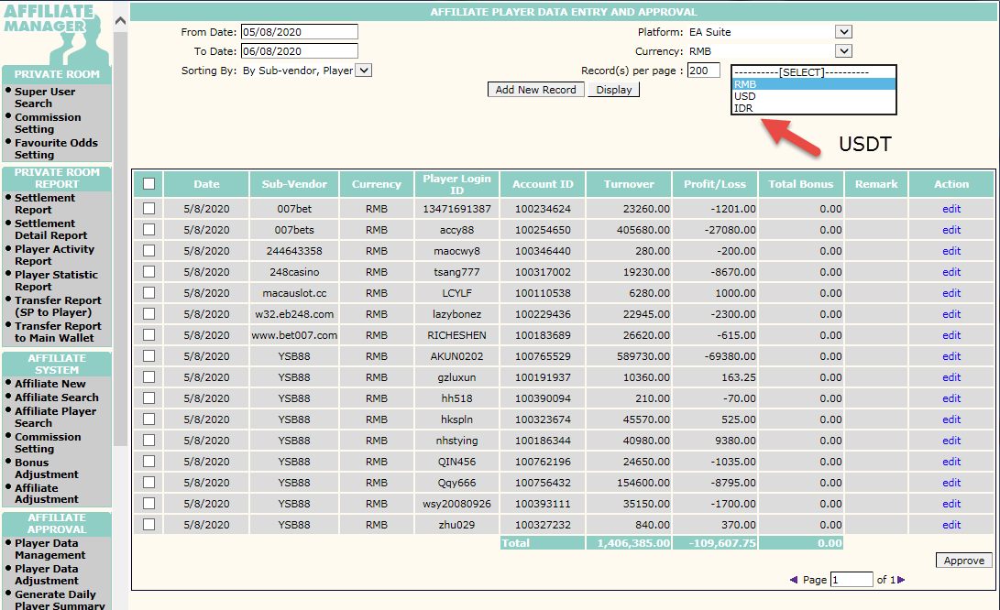 AFFILIATE
MANAGER
PRIVATE ROOM
Super User
Search
Commission
Setting
Favourite Odds
Setting
PRIVATE ROOM
REPORT
Settlement
Report
Settlement
Detail Report
Player Activity
Report
Player Statistic
Report
Transfer Report
(SP to Player)
Transfer Report
to Main Wallet
AFFILIATE
SYSTEM
Affiliate New
Affiliate Search
Affiliate Player
Search
Commission
Setting
Bonus
Adjustment
Affiliate
Adjustment
AFFILIATE
APPROVAL
Player Data
Management
Player Data
Adjustment
Generate Daily
Player Summary
AFFILIATE PLAYER DATA ENTRY AND APPROVAL
From Date: 05/08/2020 Platform: EA Suite
To Date: 06/08/2020 Currency: RMB
Sorting By: By Sub-vendor, Player Record(s) per page : 200
----------[SELECT]----------
RMB
USD
IDR
Add New Record Display
USDT
Date Sub-Vendor Currency Player Login ID Account ID Turnover Profit/Loss Total Bonus Remark Action
5/8/2020 007bet RMB 13471691387 100234624 23260.00 -1201.00 0.00 edit
5/8/2020 007bets RMB accy88 100254650 405680.00 -27080.00 0.00 edit
5/8/2020 244643358 RMB maocwy8 100346440 280.00 -200.00 0.00 edit
5/8/2020 248casino RMB tsang777 100317002 19230.00 -8670.00 0.00 edit
5/8/2020 macauslot.cc RMB LCYLF 100110538 6280.00 1000.00 0.00 edit
5/8/2020 w32.eb248.com RMB lazybonez 100229436 22945.00 -2300.00 0.00 edit
5/8/2020 www.bet007.com RMB RICHESHEN 100183689 26620.00 -615.00 0.00 edit
5/8/2020 YSB88 RMB AKUN0202 100765529 589730.00 -69380.00 0.00 edit
5/8/2020 YSB88 RMB gzluxun 100191937 10360.00 163.25 0.00 edit
5/8/2020 YSB88 RMB hh518 100390094 210.00 -70.00 0.00 edit
5/8/2020 YSB88 RMB hkspln 100323674 45570.00 525.00 0.00 edit
5/8/2020 YSB88 RMB nhstying 100186344 40980.00 9380.00 0.00 edit
5/8/2020 YSB88 RMB QIN456 100762196 24650.00 -1035.00 0.00 edit
5/8/2020 YSB88 RMB Qqy666 100756432 154600.00 -8795.00 0.00 edit
5/8/2020 YSB88 RMB wsy20080926 100393111 35150.00 -1700.00 0.00 edit
5/8/2020 YSB88 RMB zhu029 100327232 840.00 370.00 0.00 edit
Total 1,406,385.00 -109,607.75 0.00
Approve
Page 1 of 1